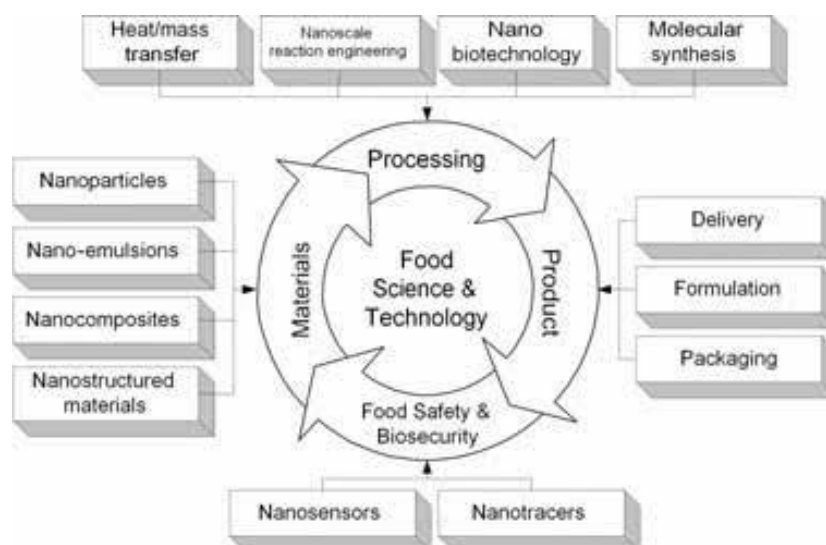 Heat/mass
transfer
Nanoscale
reaction engineering
Nano
biotechnology
Molecular
synthesis
Processing
Nanoparticles
Nano-emulsions
Nanocomposites
Nanostructured
materials
Materials
Food
Science &
Technology
Product
Delivery
Formulation
Packaging
Food Safety &
Biosecurity
Nanosensors
Nanotracers